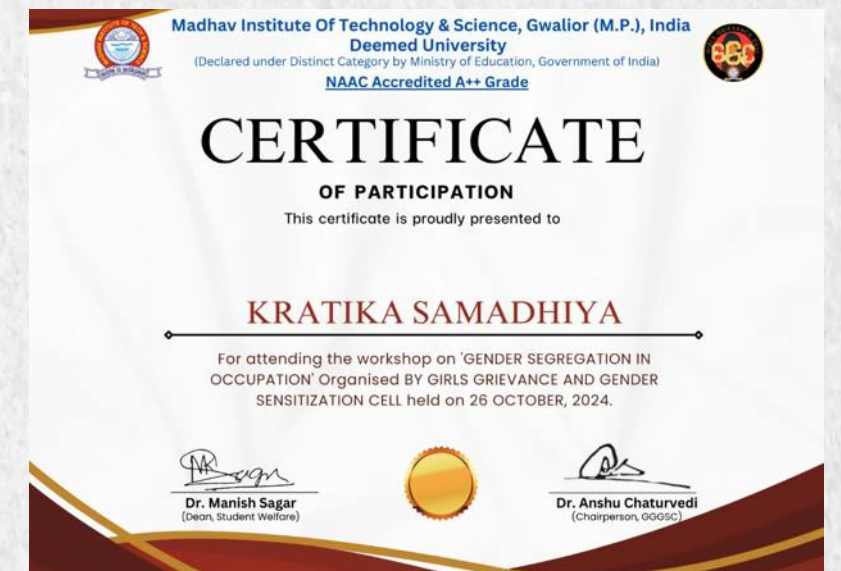 Madhav Institute Of Technology & Science, Gwalior (M.P.), India
Deemed University
(Declared under Distinct Category by Ministry of Education, Government of India)
NAAC Accredited A++ Grade
CERTIFICATE
OF PARTICIPATION
This certificate is proudly presented to
KRATIKA SAMADHIYA
For attending the workshop on 'GENDER SEGREGATION IN
OCCUPATION' Organised BY GIRLS GRIEVANCE AND GENDER
SENSITIZATION CELL held on 26 OCTOBER, 2024.
Dr. Manish Sagar
(Dean, Student Welfare)
Dr. Anshu Chaturvedi
(Chairperson, GGGSC)